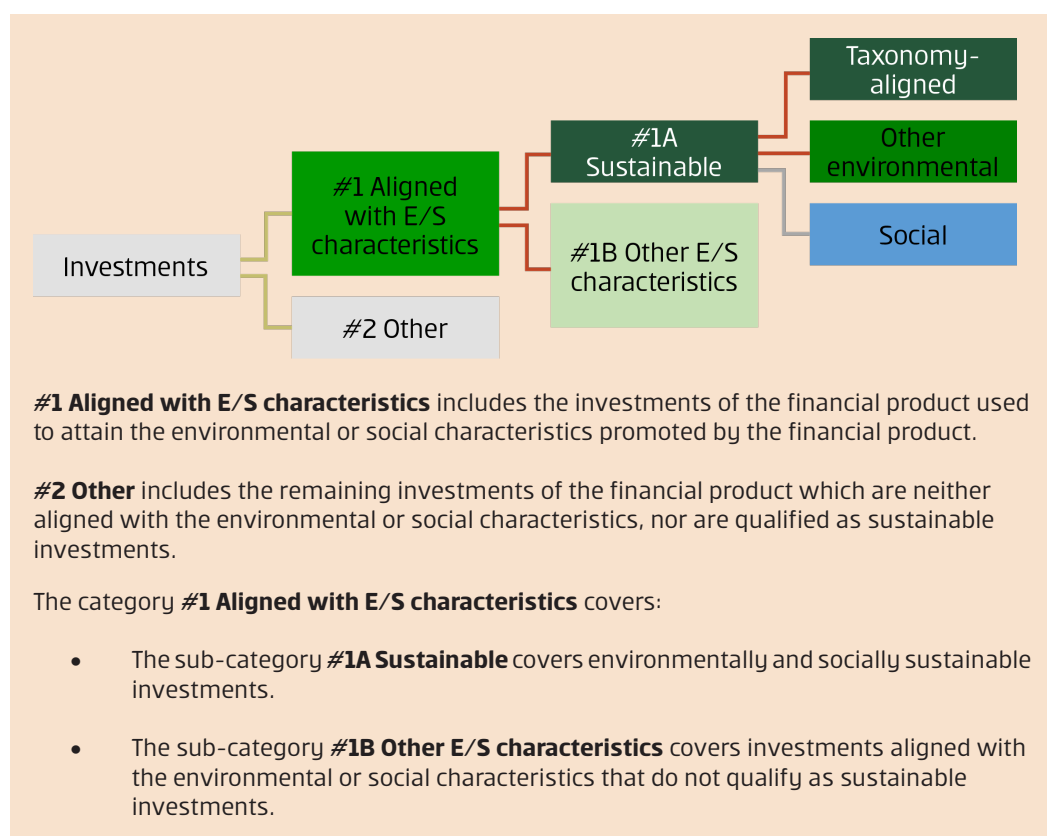 Taxonomy-
aligned
#1A
Sustainable
Other
environmental
#1 Aligned
with E/S
characteristics
Social
#1B Other E/S
characteristics
Investments
#2 Other
#1 Aligned with E/S characteristics includes the investments of the financial product used
to attain the environmental or social characteristics promoted by the financial product.
#2 Other includes the remaining investments of the financial product which are neither
aligned with the environmental or social characteristics, nor are qualified as sustainable
investments.
The category #1 Aligned with E/S characteristics covers:
• The sub-category #1A Sustainable covers environmentally and socially sustainable
investments.
• The sub-category #1B Other E/S characteristics covers investments aligned with
the environmental or social characteristics that do not qualify as sustainable
investments.